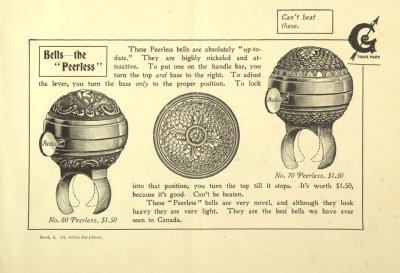 Can't beat
these.
G
TRADE MARK
Bells—the
"Peerless"
These Peerless bells are absolutely "up-to-
date." They are highly nickeled and at-
tractive. To put one on the handle bar, you
turn the top and base to the right. To adjust
the lever, you turn the base only to the proper position. To lock
Peerless
No. 80 Peerless, $1.50
No. 70 Peerless, $1.50
into that position, you turn the top till it stops. It's worth $1.50,
because it's good. Can't be beaten.
These "Peerless" bells are very novel, and although they look
heavy they are very light. They are the best bells we have ever
seen in Canada.